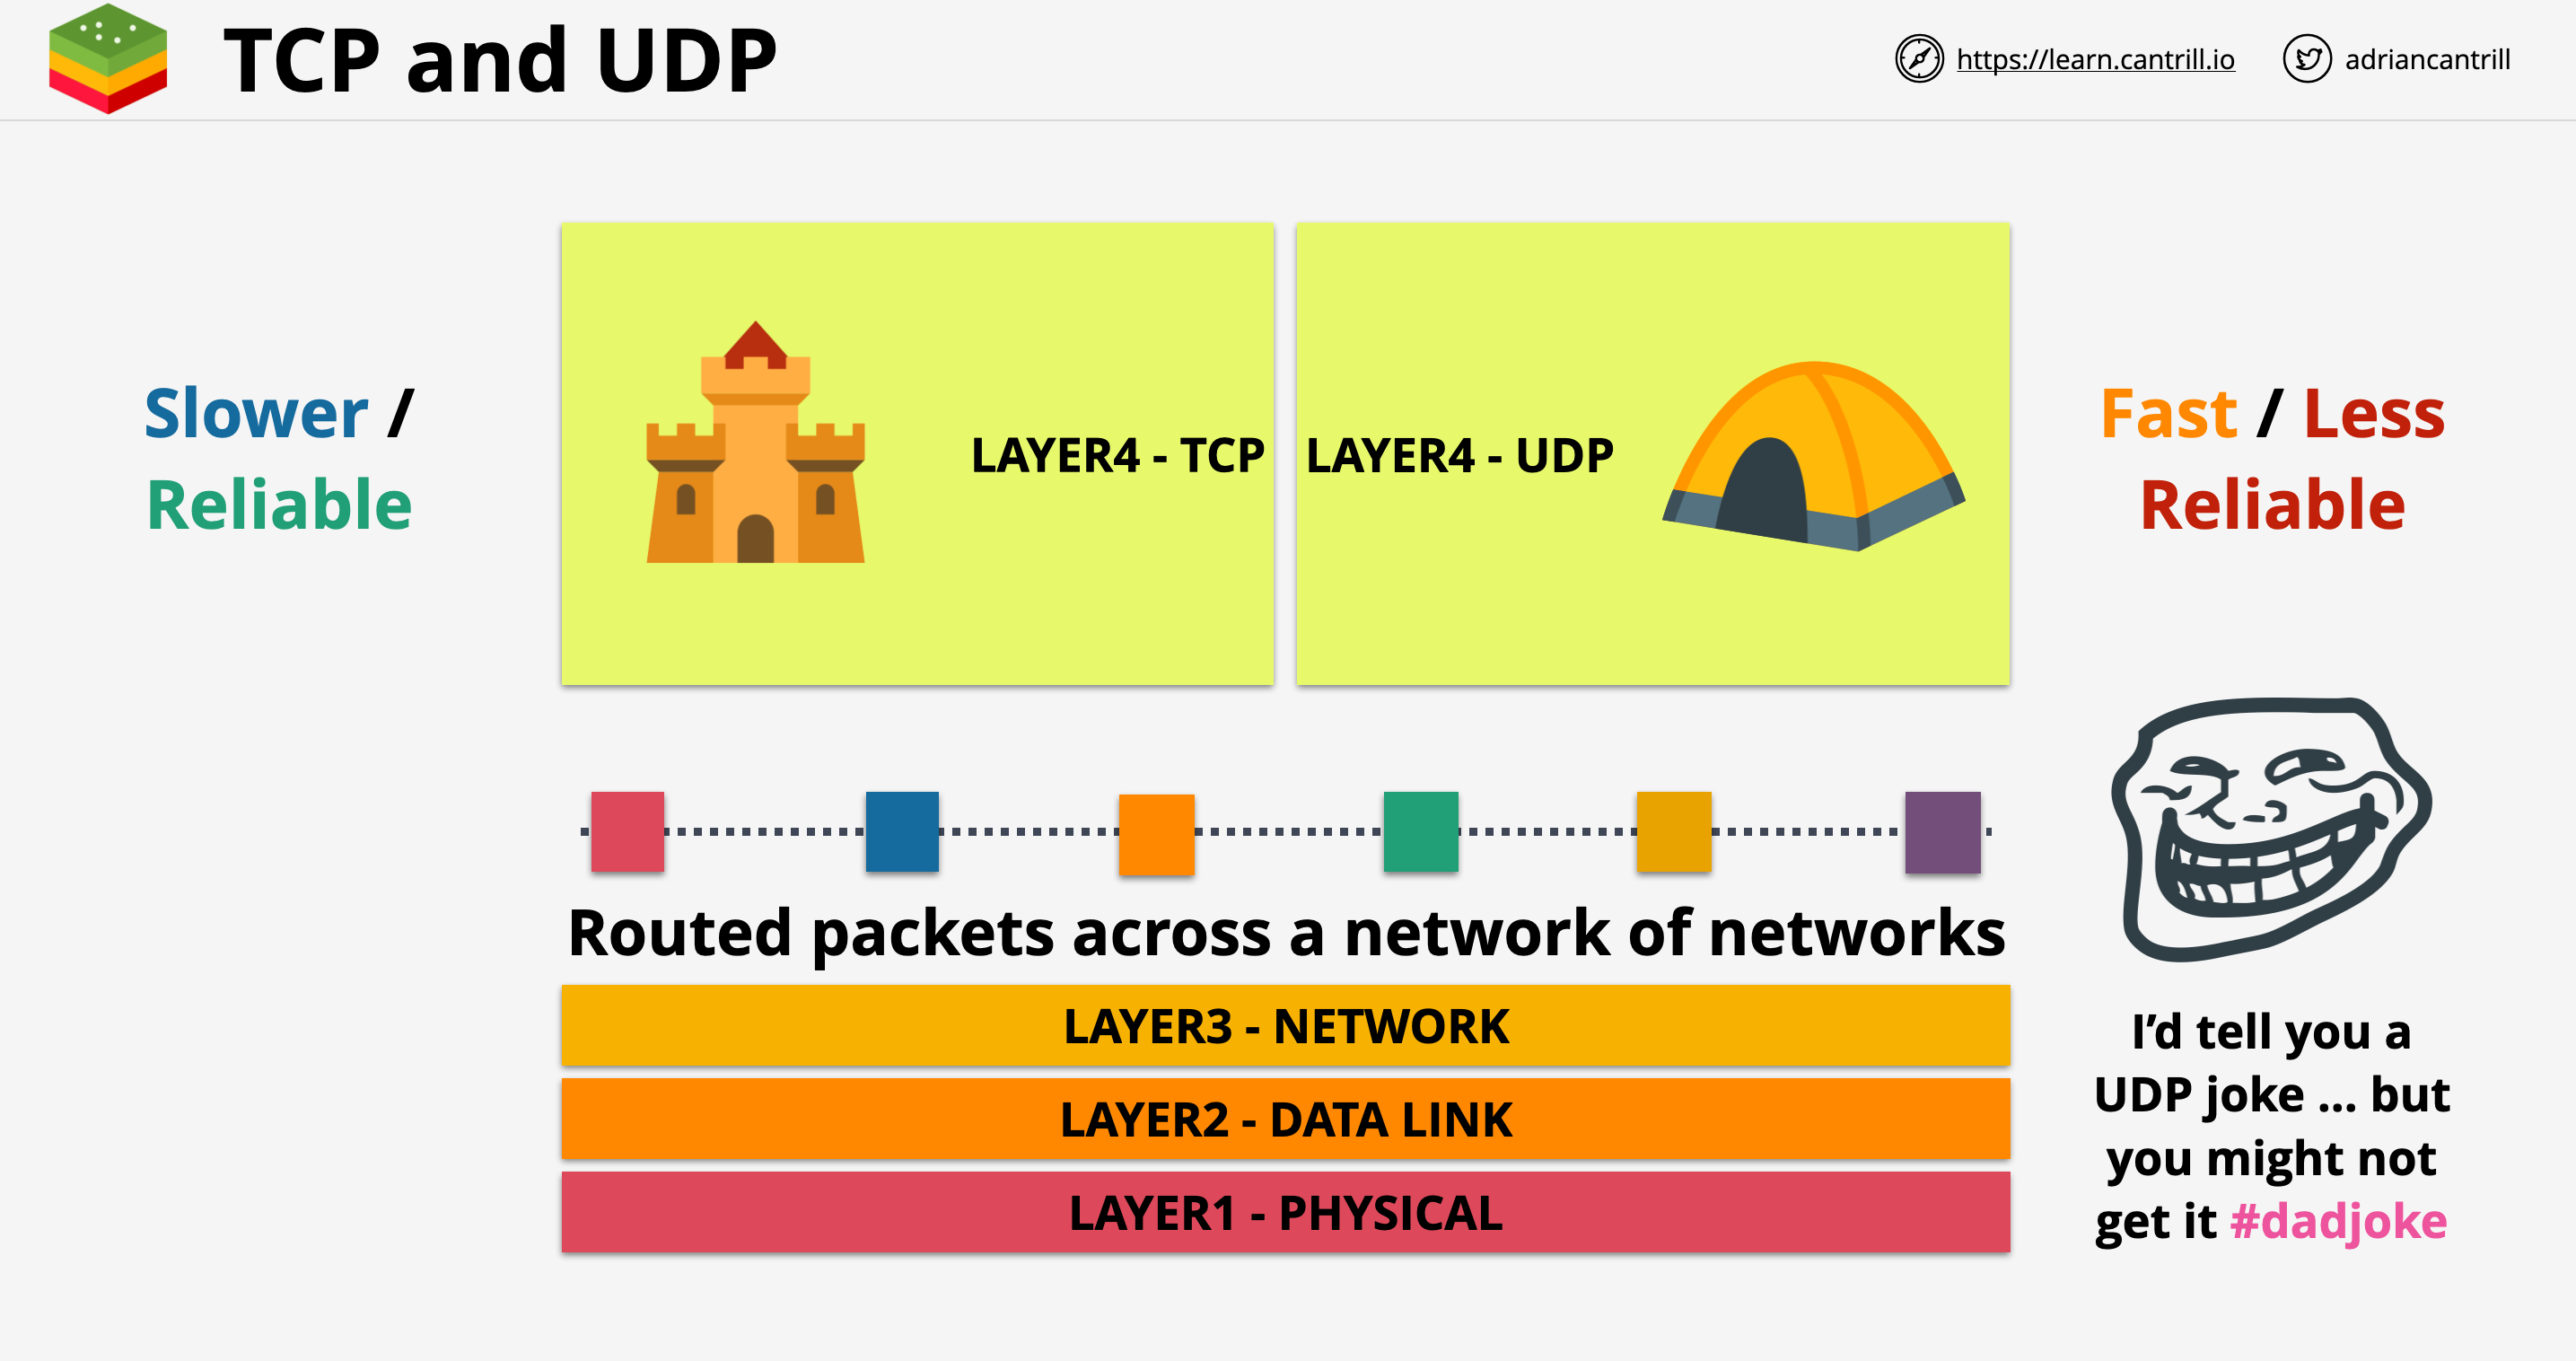 TCP and UDP
https://learn.cantrill.io
adriancantrill
Slower /
Reliable
LAYER4 - TCP
LAYER4 - UDP
Fast / Less
Reliable
Routed packets across a network of networks
LAYER3 - NETWORK
LAYER2 - DATA LINK
LAYER1 - PHYSICAL
I’d tell you a
UDP joke ... but
you might not
get it #dadjoke